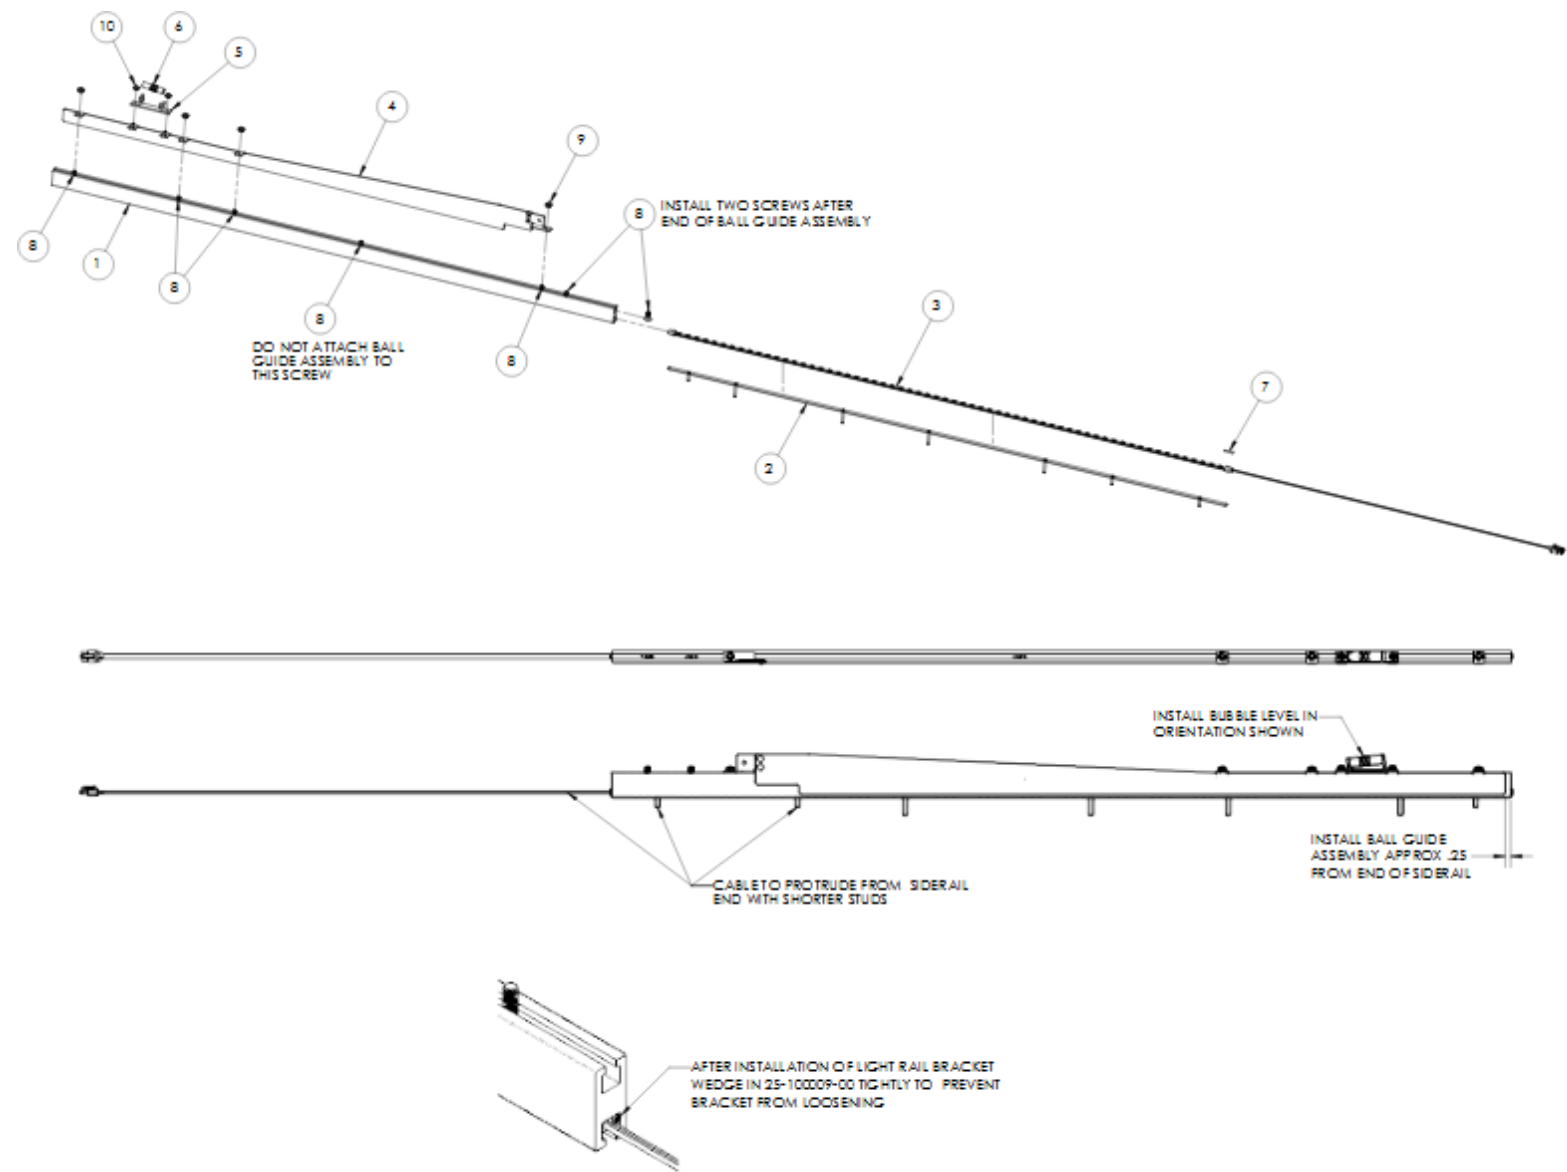 10
6
5
4
9
8
INSTALL TWO SCREWS AFTER
END OF BALL GUIDE ASSEMBLY
8
1
8
8
DO NOT ATTACH BALL
GUIDE ASSEMBLY TO
THIS SCREW
8
3
7
2
INSTALL BUBBLE LEVEL IN
ORIENTATION SHOWN
INSTALL BALL GUIDE
ASSEMBLY APPROX .25
FROM END OF SIDERAIL
CABLE TO PROTRUDE FROM SIDERAIL
END WITH SHORTER STUDS
AFTER INSTALLATION OF LIGHT RAIL BRACKET
WEDGE IN 25-100009-00 TIGHTLY TO PREVENT
BRACKET FROM LOOSENING